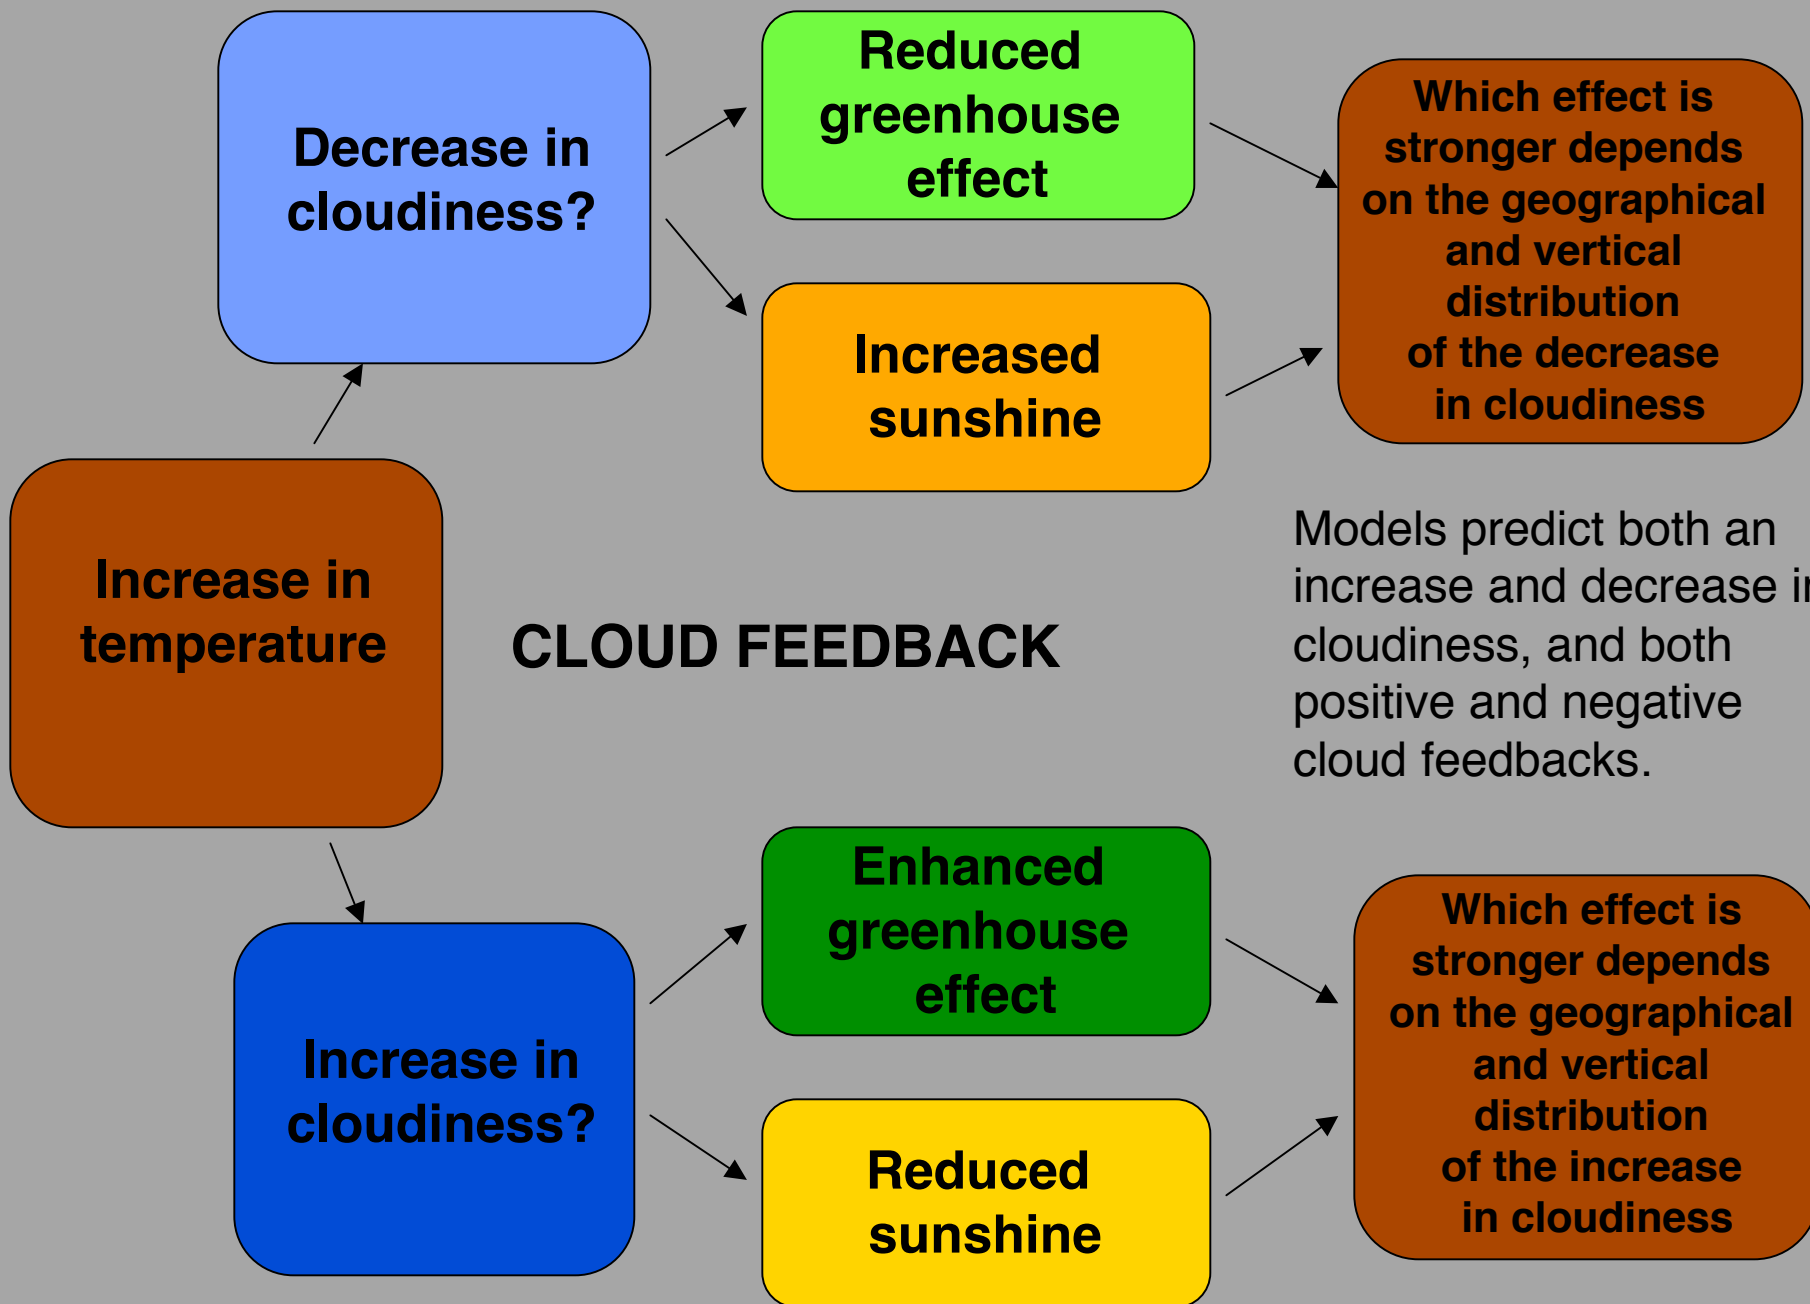 Decrease in
cloudiness?
Reduced
greenhouse
effect
Increased
sunshine
Which effect is
stronger depends
on the geographical
and vertical
distribution
of the decrease
in cloudiness
Increase in
temperature
CLOUD FEEDBACK
Models predict both an
increase and decrease in
cloudiness, and both
positive and negative
cloud feedbacks.
Increase in
cloudiness?
Enhanced
greenhouse
effect
Reduced
sunshine
Which effect is
stronger depends
on the geographical
and vertical
distribution
of the increase
in cloudiness